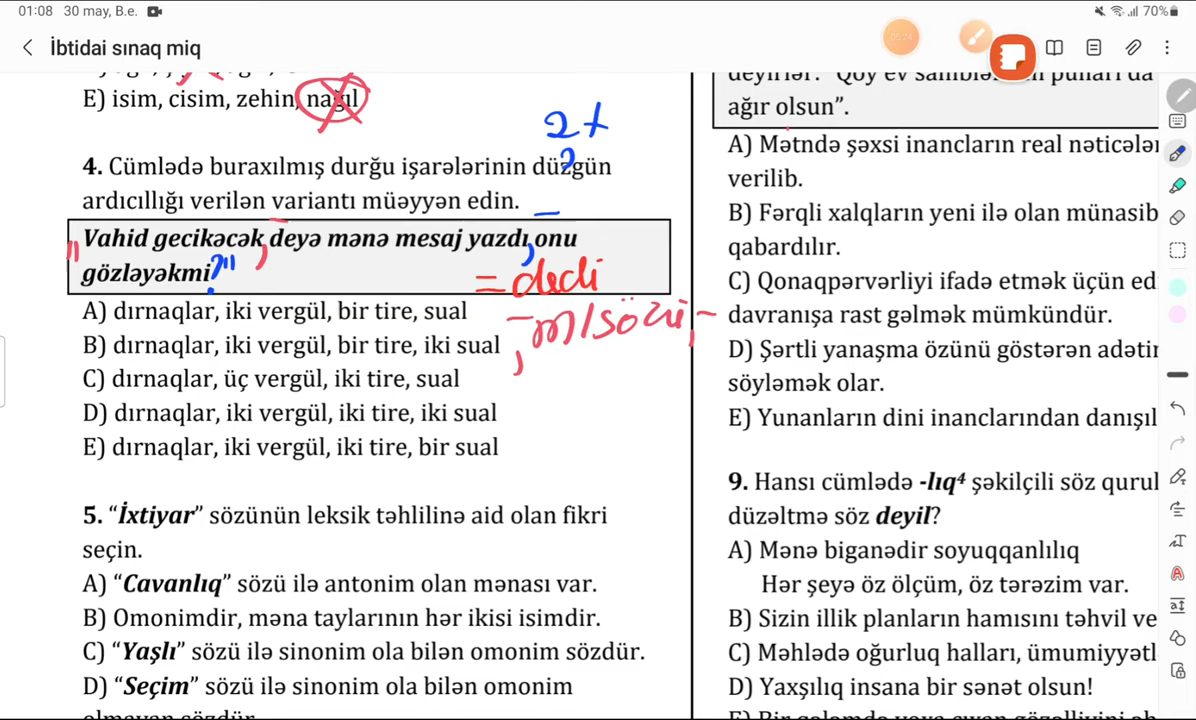 01:08 30 may, B.e. 70%
İbtidai sınaq miq
05:24
E) isim, cisim, zehin, nağıl
2 +
4. Cümlədə buraxılmış durğu işarələrinin düzgün
ardıcıllığı verilən variantı müəyyən edin.
"Vahid gecikəcək, deyə mənə mesaj yazdı, onu
gözləyəkmi?"
= dedi
- m/sözü, -
,
A) dırnaqlar, iki vergül, bir tire, sual
B) dırnaqlar, iki vergül, bir tire, iki sual
C) dırnaqlar, üç vergül, iki tire, sual
D) dırnaqlar, iki vergül, iki tire, iki sual
E) dırnaqlar, iki vergül, iki tire, bir sual
5. “İxtiyar” sözünün leksik təhlilinə aid olan fikri
seçin.
A) “Cavanlıq” sözü ilə antonim olan mənası var.
B) Omonimdir, məna taylarının hər ikisi isimdir.
C) “Yaşlı” sözü ilə sinonim ola bilən omonim sözdür.
D) “Seçim” sözü ilə sinonim ola bilən omonim
olmayan sözdür
ağır olsun”.
A) Mətndə şəxsi inancların real nəticələr
verilib.
B) Fərqli xalqların yeni ilə olan münasib
qabardılır.
C) Qonaqpərvərliyi ifadə etmək üçün ed
davranışa rast gəlmək mümkündür.
D) Şərtli yanaşma özünü göstərən adətin
söyləmək olar.
E) Yunanların dini inanclarından danışıl
9. Hansı cümlədə -lıq⁴ şəkilçili söz qurul
düzəltmə söz deyil?
A) Mənə biganədir soyuqqanlılıq
Hər şeyə öz ölçüm, öz tərəzim var.
B) Sizin illik planların hamısını təhvil ve
C) Məhlədə oğurluq halları, ümumiyyətl
D) Yaxşılıq insana bir sənət olsun!